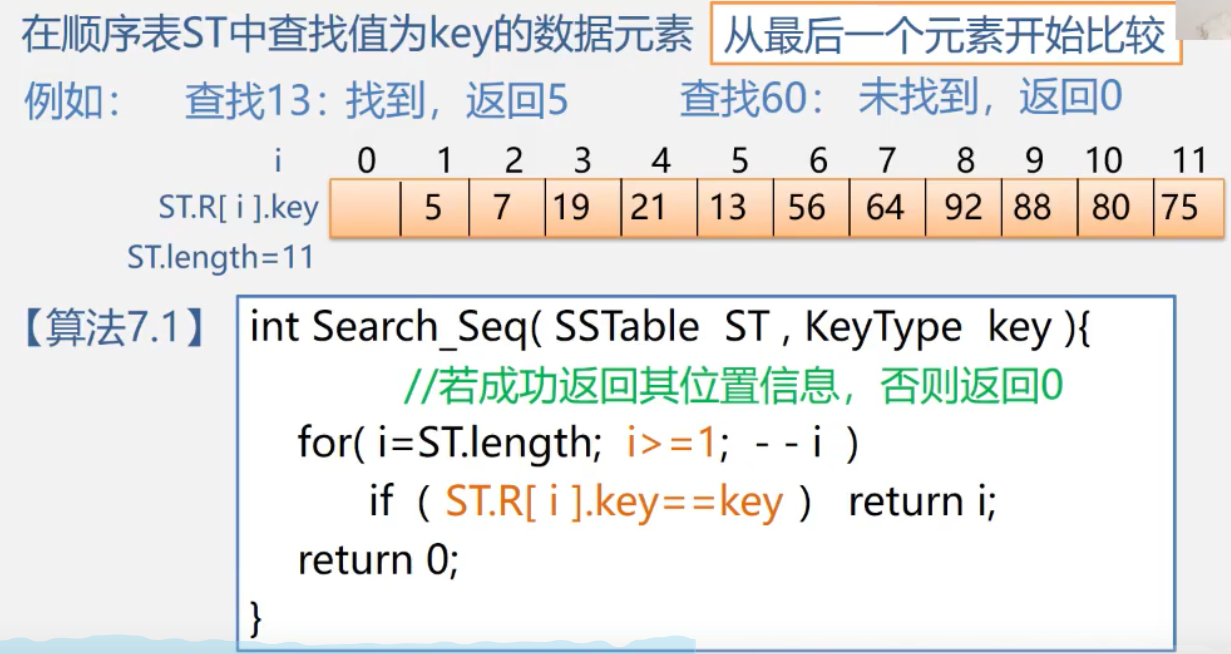 在顺序表ST中查找值为key的数据元素 从最后一个元素开始比较
例如： 查找13：找到，返回5 查找60： 未找到，返回0
i 0 1 2 3 4 5 6 7 8 9 10 11
ST.R[ i ].key 5 7 19 21 13 56 64 92 88 80 75
ST.length=11
【算法7.1】 int Search_Seq( SSTable ST , KeyType key ){
//若成功返回其位置信息，否则返回0
for( i=ST.length; i>=1; - - i )
if ( ST.R[ i ].key==key ) return i;
return 0;
}